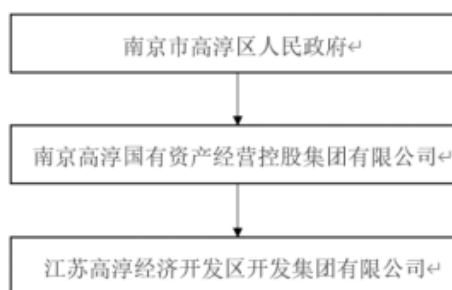 南京市高淳区人民政府↵
南京高淳国有资产经营控股集团有限公司↵
江苏高淳经济开发区开发集团有限公司↵